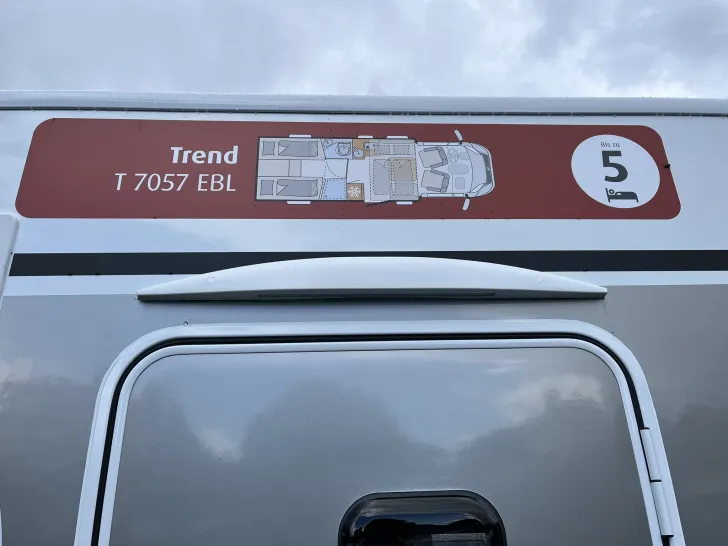 Trend
T 7057 EBL
Bis zu
5